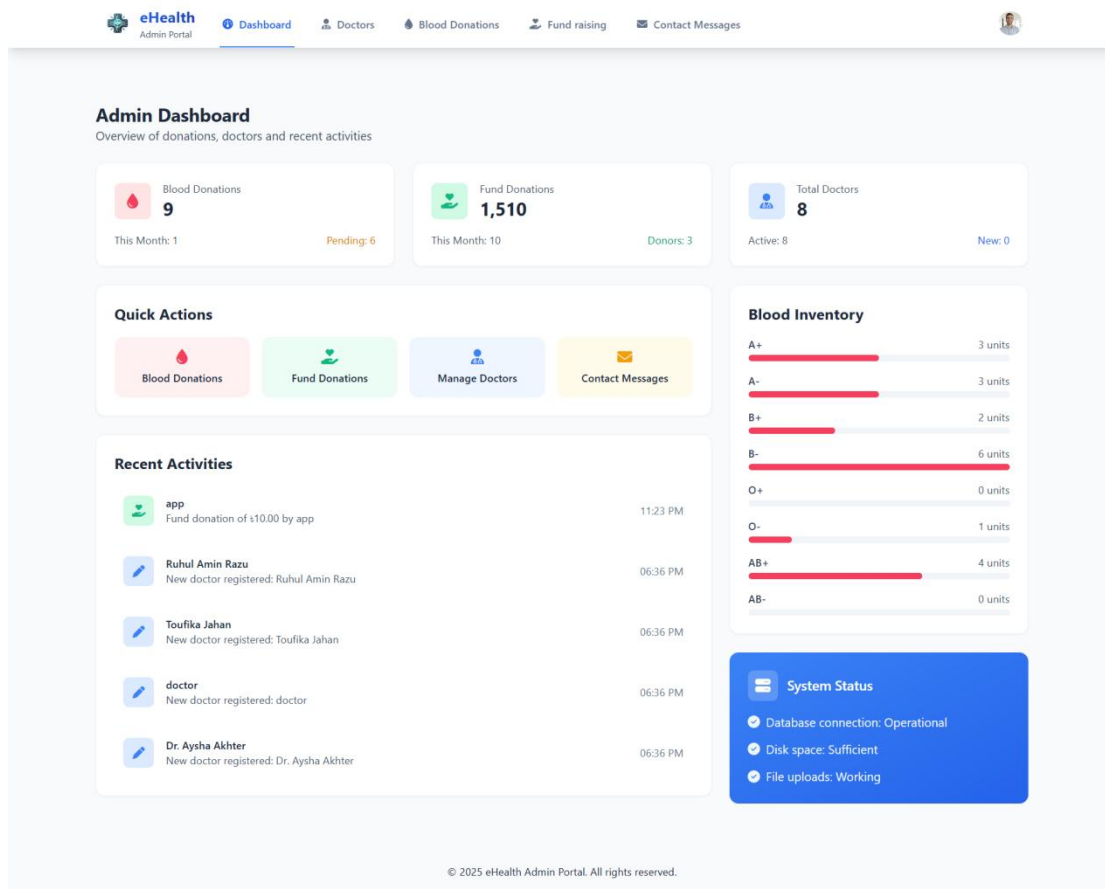 eHealth
Admin Portal
Dashboard
Doctors
Blood Donations
Fund raising
Contact Messages
Admin Dashboard
Overview of donations, doctors and recent activities
Blood Donations
9
This Month: 1
Pending: 6
Fund Donations
1,510
This Month: 10
Donors: 3
Total Doctors
8
Active: 8
New: 0
Quick Actions
Blood Donations
Fund Donations
Manage Doctors
Contact Messages
Recent Activities
app
Fund donation of ৳10.00 by app
11:23 PM
Ruhul Amin Razu
New doctor registered: Ruhul Amin Razu
06:36 PM
Toufika Jahan
New doctor registered: Toufika Jahan
06:36 PM
doctor
New doctor registered: doctor
06:36 PM
Dr. Aysha Akhter
New doctor registered: Dr. Aysha Akhter
06:36 PM
Blood Inventory
A+ 3 units
A- 3 units
B+ 2 units
B- 6 units
O+ 0 units
O- 1 units
AB+ 4 units
AB- 0 units
System Status
Database connection: Operational
Disk space: Sufficient
File uploads: Working
© 2025 eHealth Admin Portal. All rights reserved.